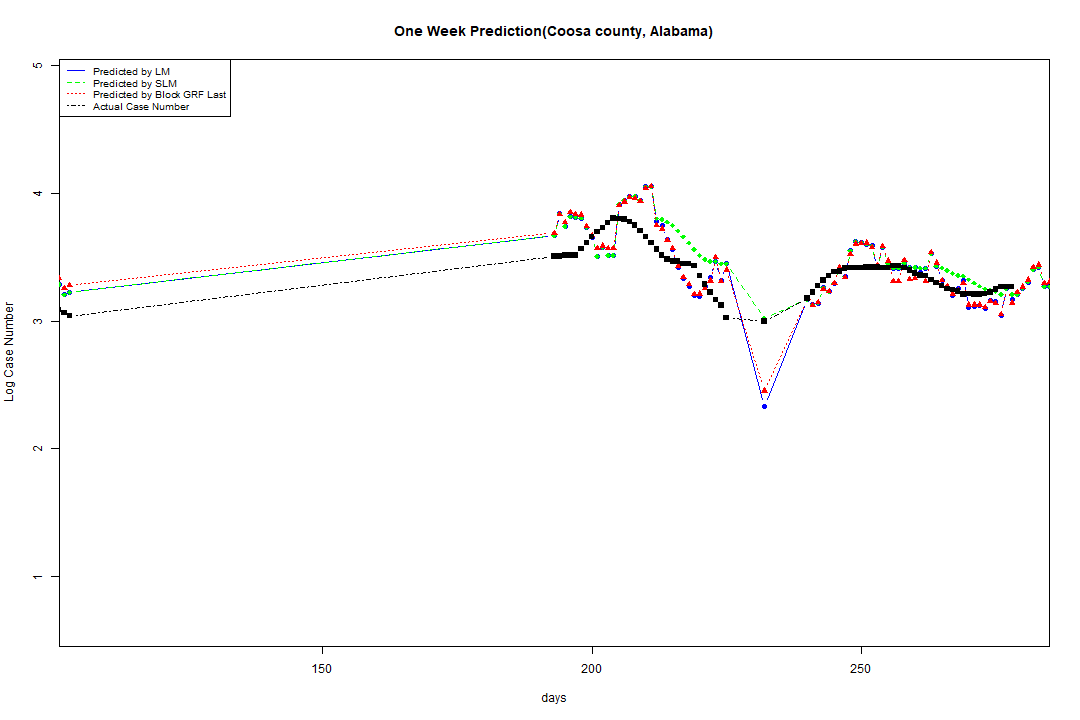 One Week Prediction(Coosa county, Alabama)
Predicted by LM
Predicted by SLM
Predicted by Block GRF Last
Actual Case Number
5
4
3
2
1
Log Case Number
150
200
250
days